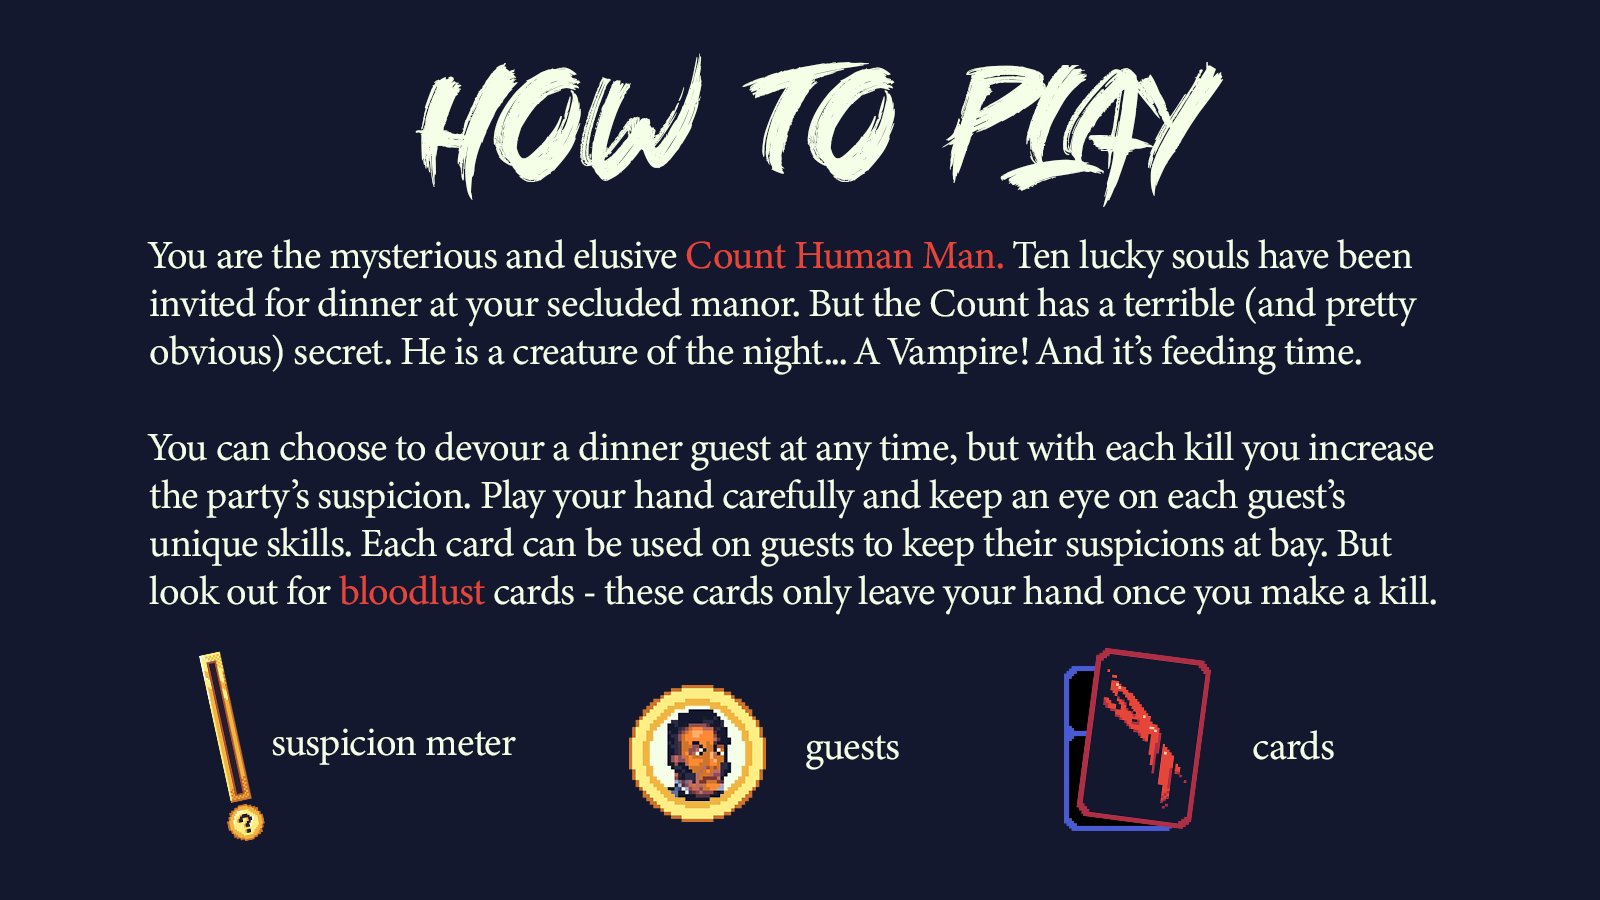 HOW TO PLAY
You are the mysterious and elusive Count Human Man. Ten lucky souls have been
invited for dinner at your secluded manor. But the Count has a terrible (and pretty
obvious) secret. He is a creature of the night... A Vampire! And it’s feeding time.
You can choose to devour a dinner guest at any time, but with each kill you increase
the party’s suspicion. Play your hand carefully and keep an eye on each guest’s
unique skills. Each card can be used on guests to keep their suspicions at bay. But
look out for bloodlust cards - these cards only leave your hand once you make a kill.
suspicion meter
guests
cards
?